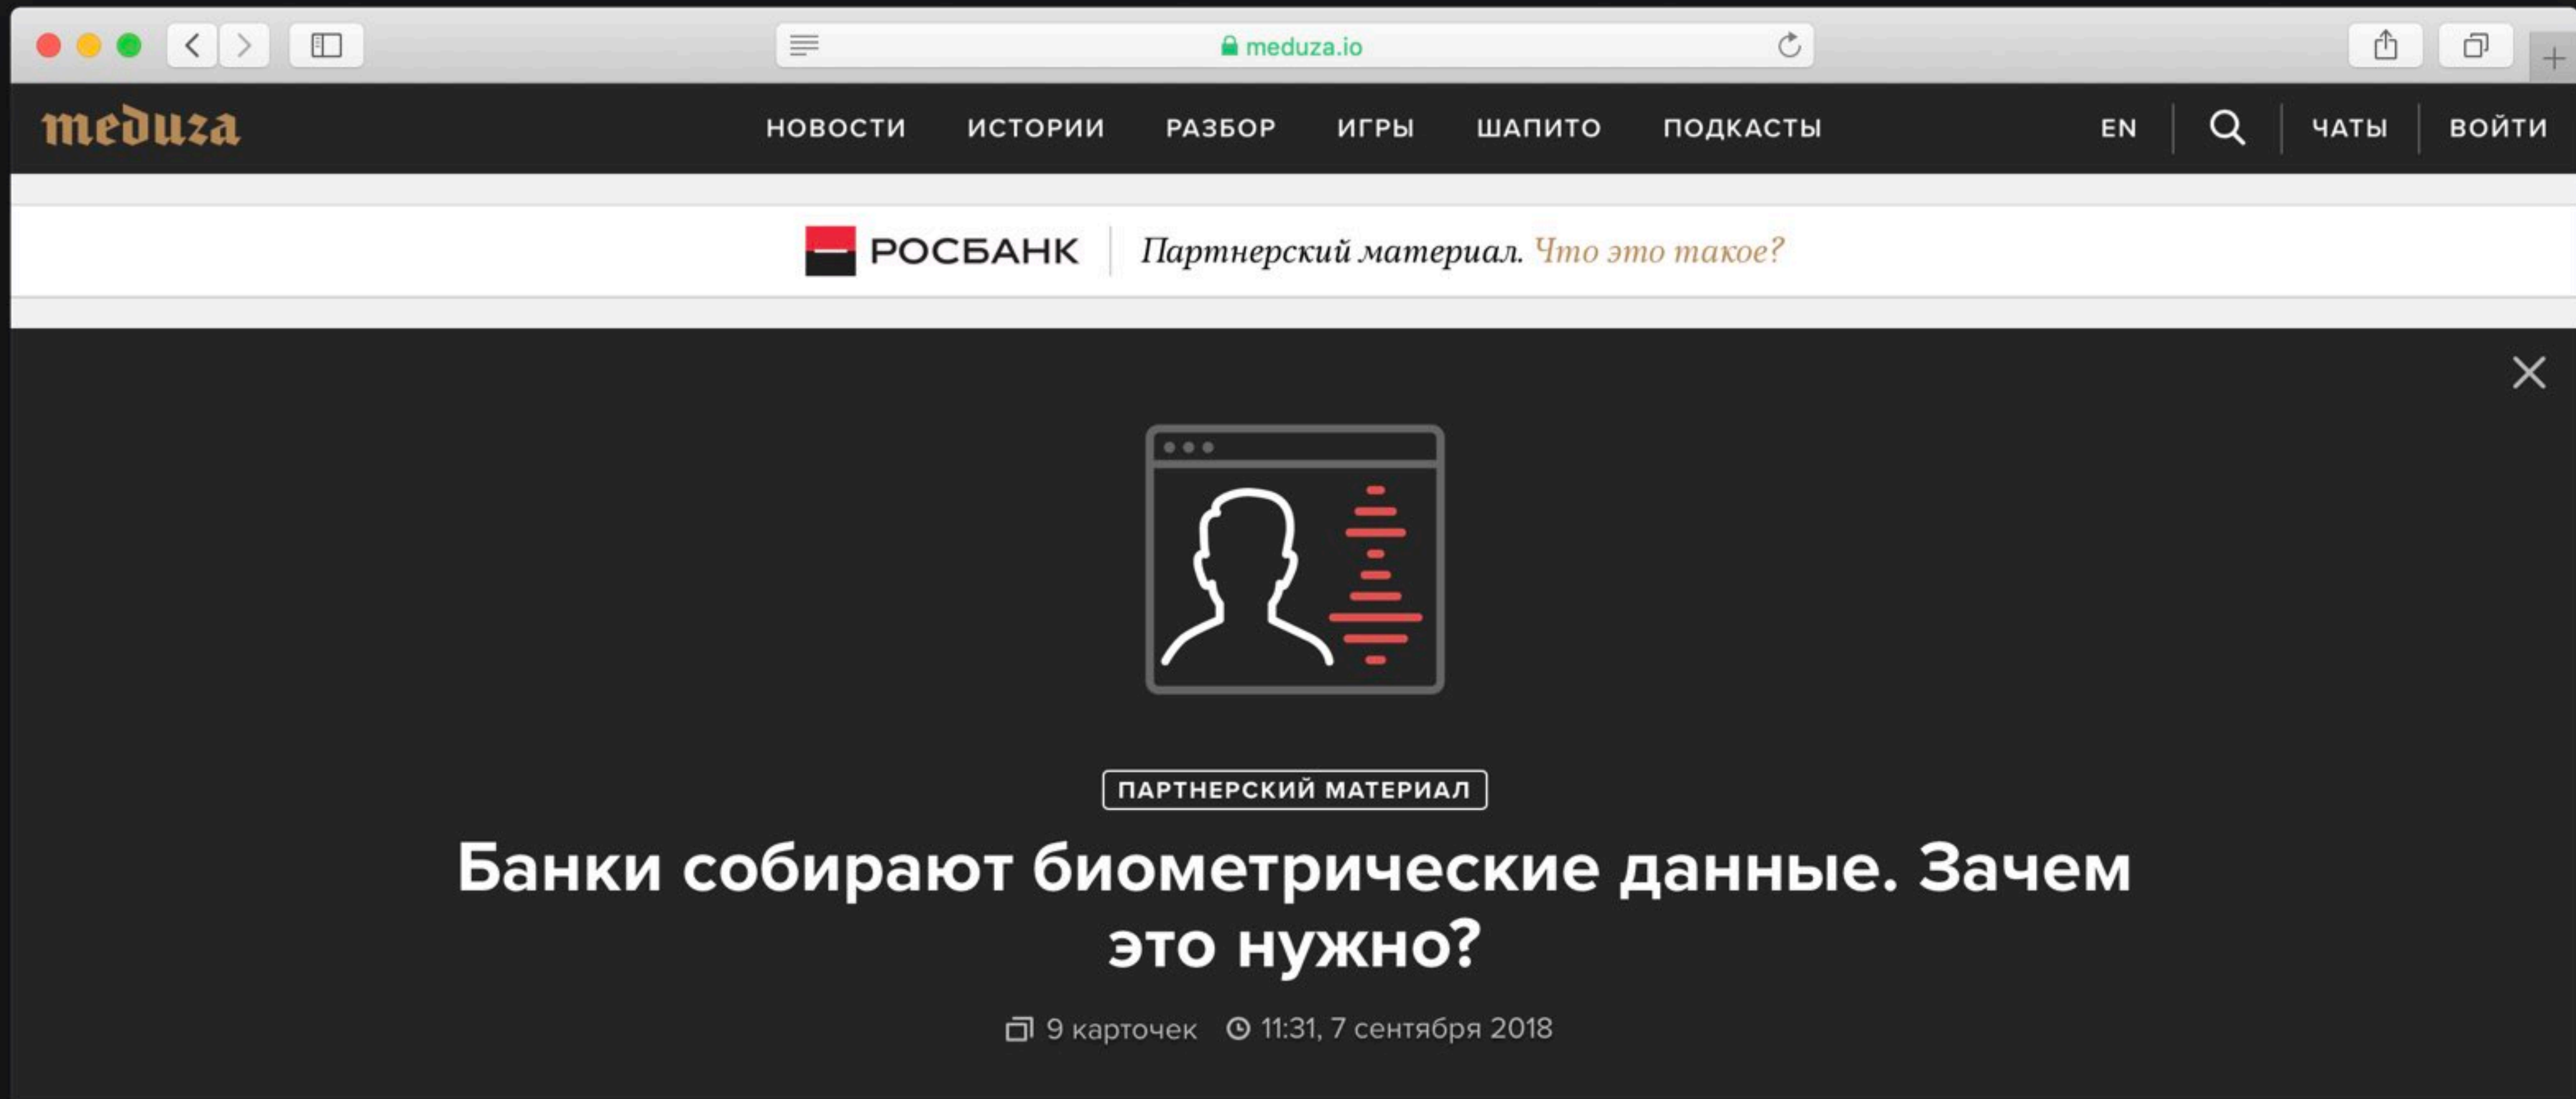 meduza.io
meduza НОВОСТИ ИСТОРИИ РАЗБОР ИГРЫ ШАПИТО ПОДКАСТЫ EN ЧАТЫ ВОЙТИ
РОСБАНК Партнерский материал. Что это такое?
ПАРТНЕРСКИЙ МАТЕРИАЛ
Банки собирают биометрические данные. Зачем
это нужно?
9 карточек 11:31, 7 сентября 2018